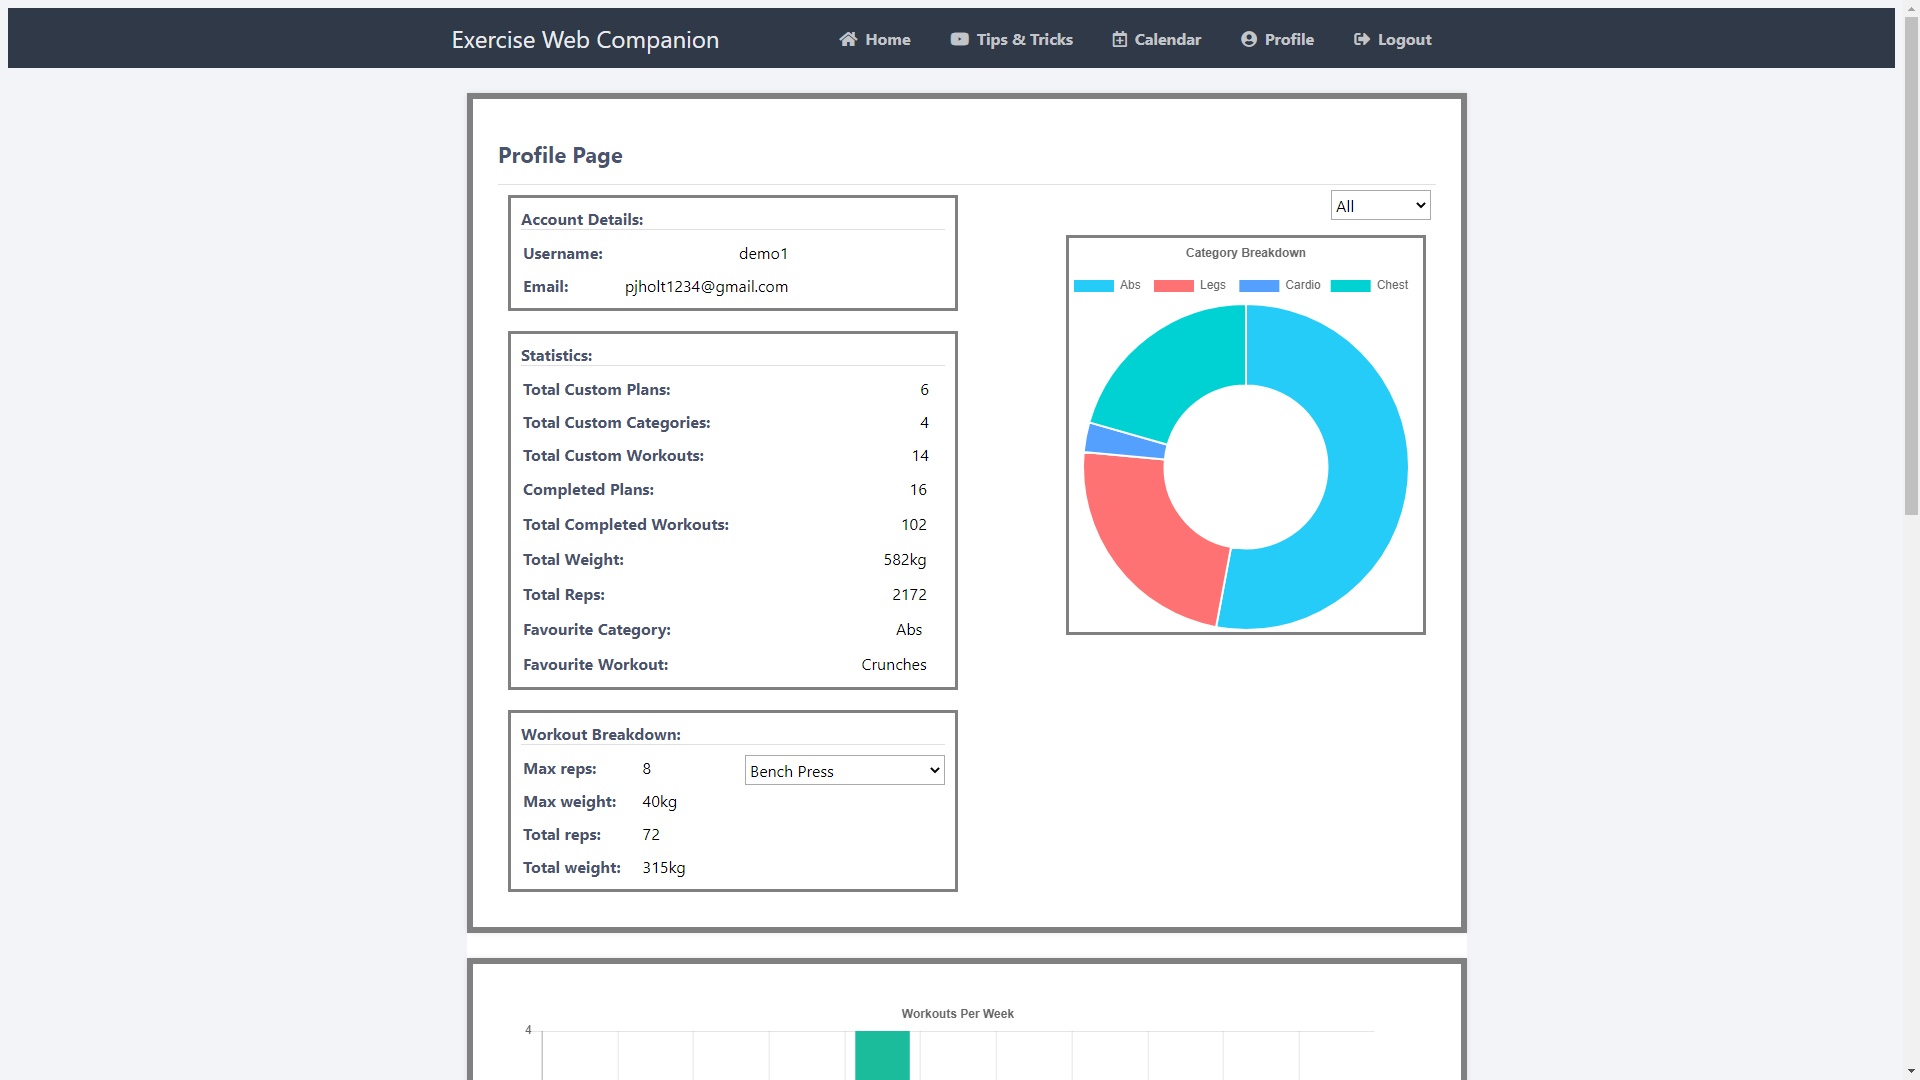 Exercise Web Companion Home Tips & Tricks Calendar Profile Logout
Profile Page
All
Account Details:
Username: demo1
Email: pjholt1234@gmail.com
Category Breakdown
Abs Legs Cardio Chest
Statistics:
Total Custom Plans: 6
Total Custom Categories: 4
Total Custom Workouts: 14
Completed Plans: 16
Total Completed Workouts: 102
Total Weight: 582kg
Total Reps: 2172
Favourite Category: Abs
Favourite Workout: Crunches
Workout Breakdown:
Max reps: 8 Bench Press
Max weight: 40kg
Total reps: 72
Total weight: 315kg
Workouts Per Week
4